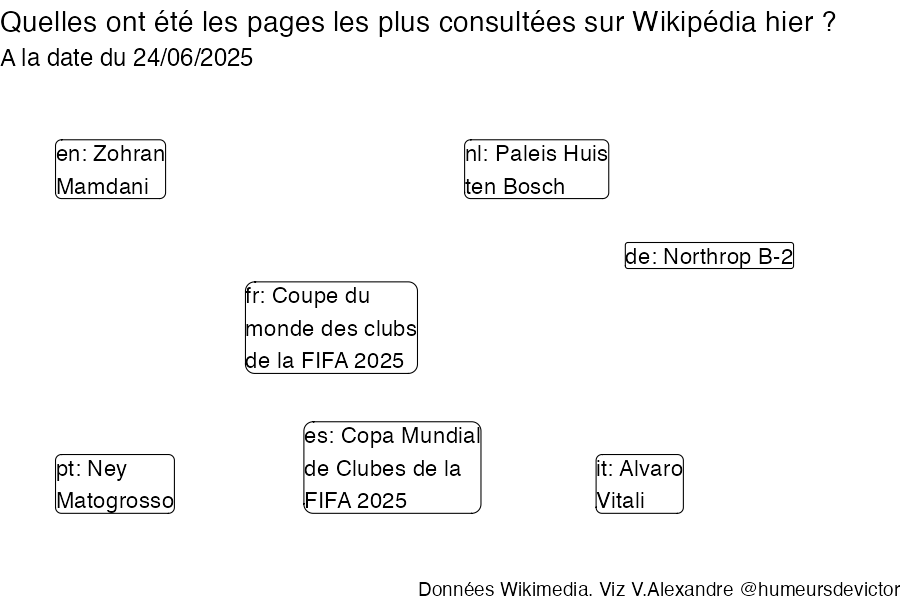 Quelles ont été les pages les plus consultées sur Wikipédia hier ?
A la date du 24/06/2025
en: Zohran
Mamdani
nl: Paleis Huis
ten Bosch
de: Northrop B-2
fr: Coupe du
monde des clubs
de la FIFA 2025
es: Copa Mundial
de Clubes de la
FIFA 2025
pt: Ney
Matogrosso
it: Alvaro
Vitali
Données Wikimedia. Viz V.Alexandre @humeursdevictor